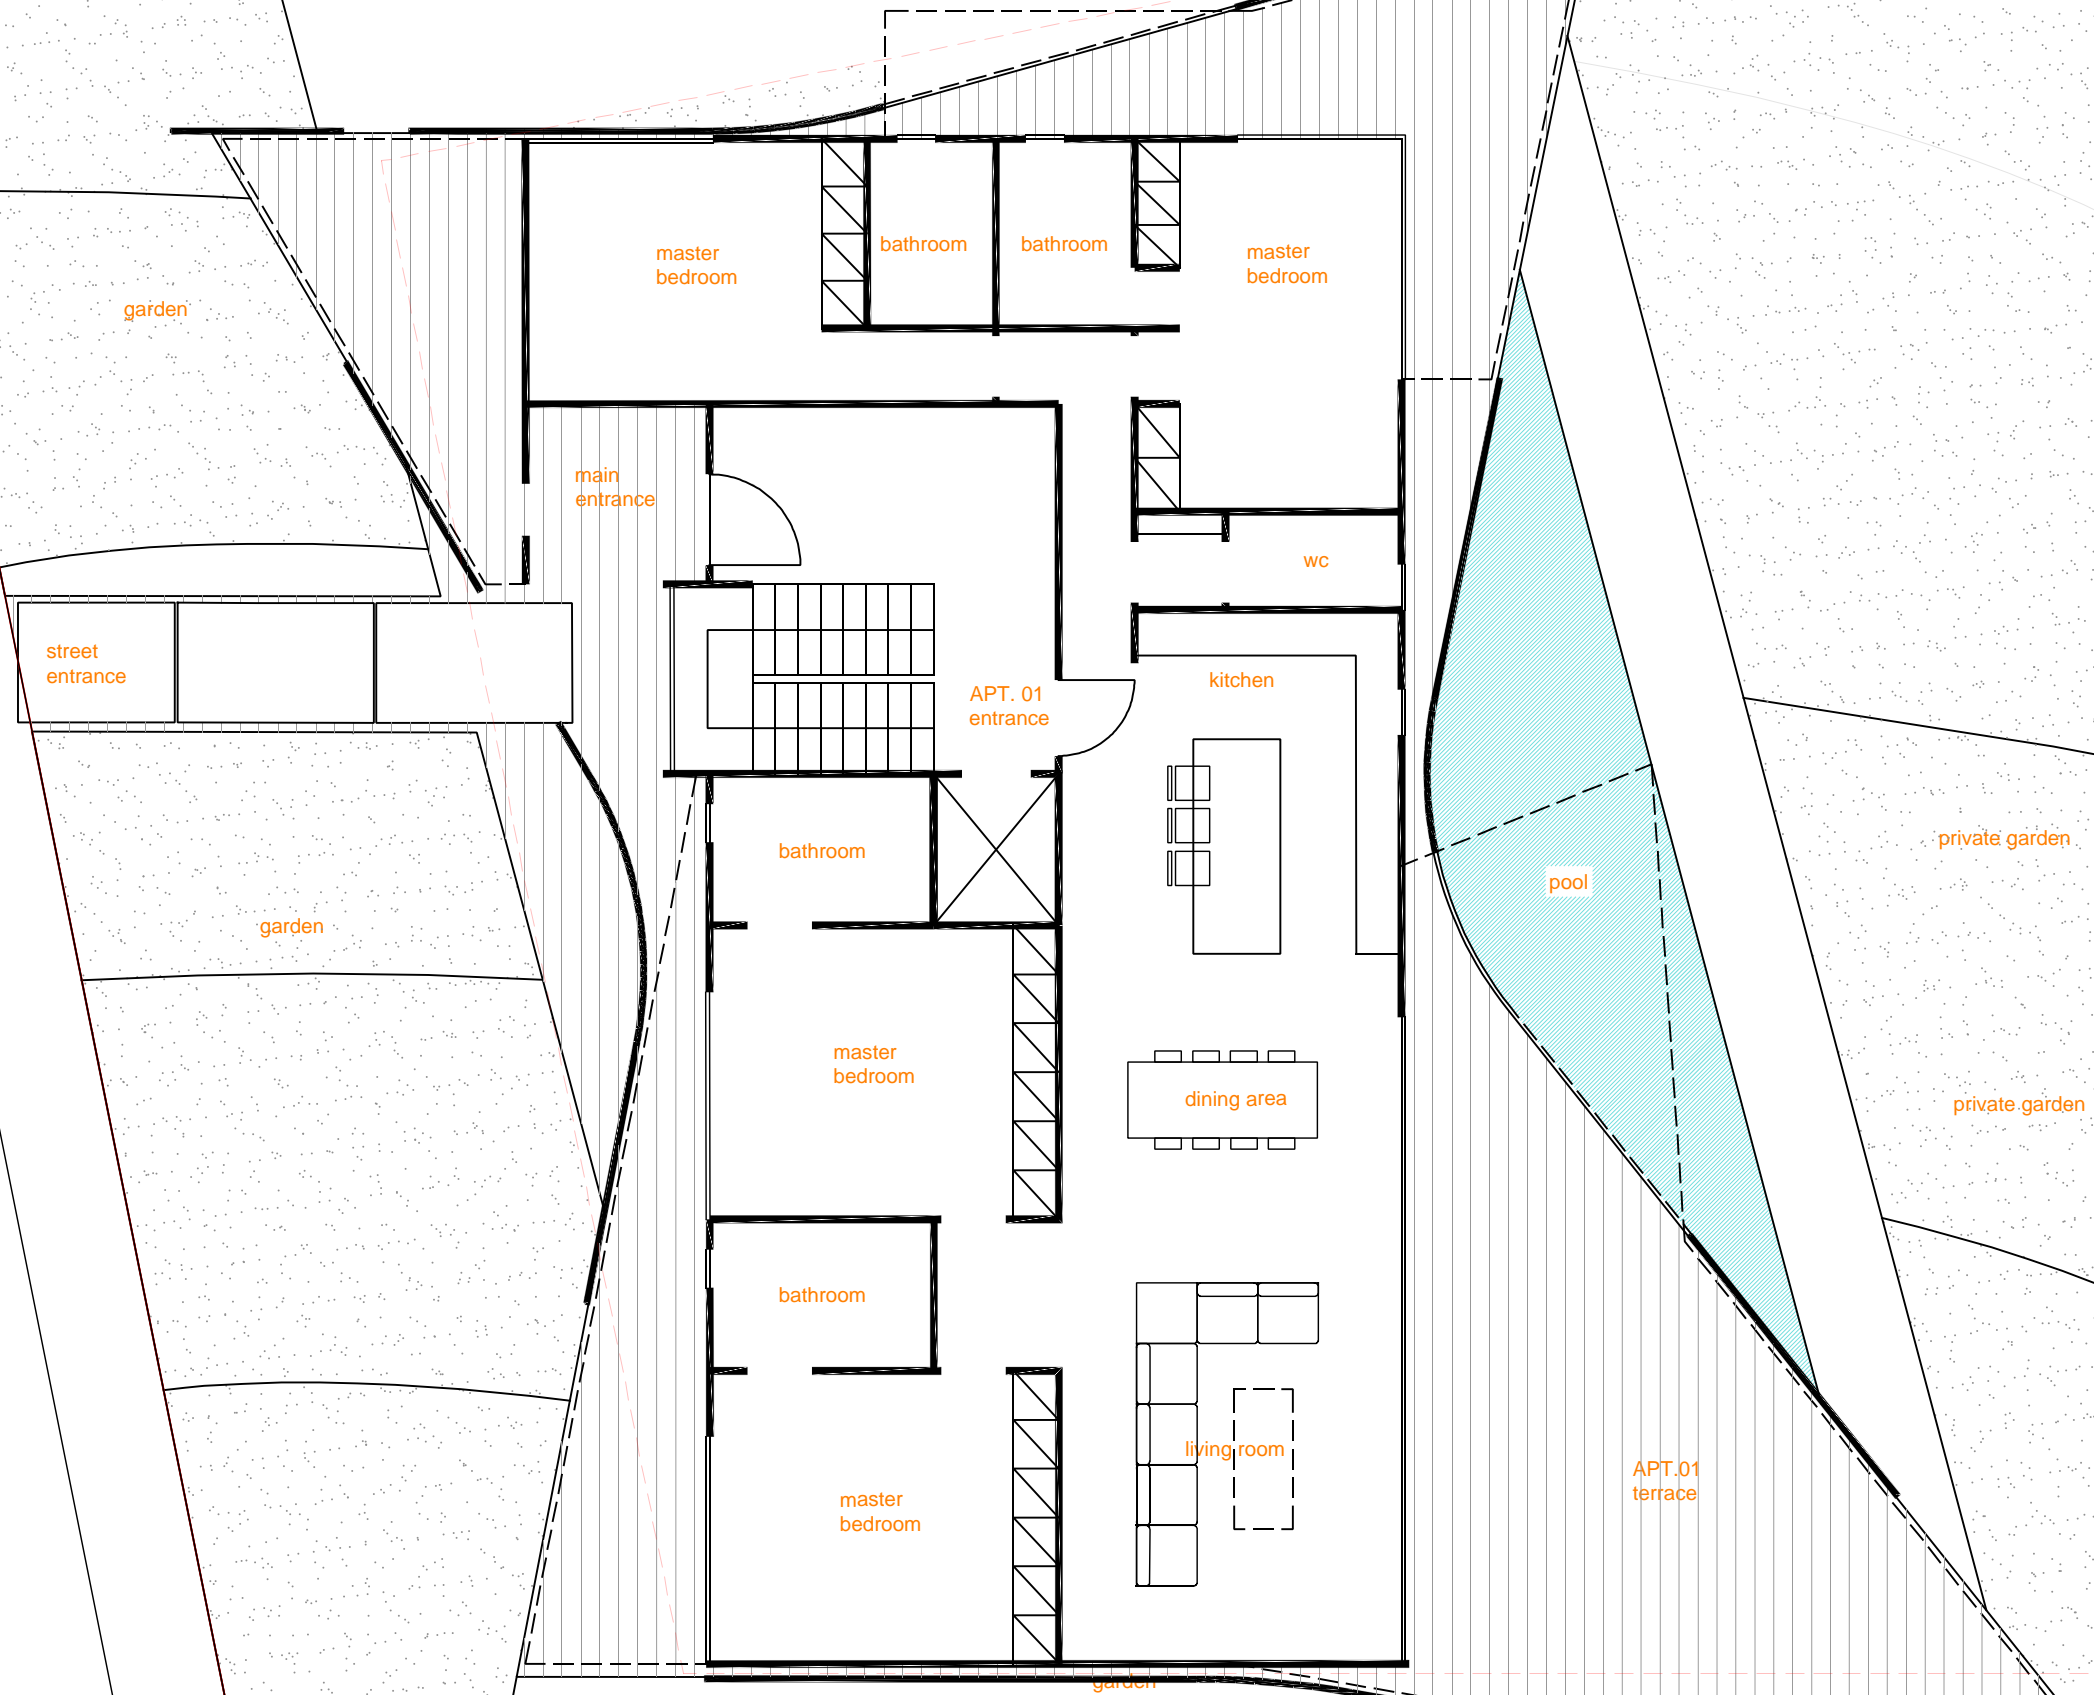 master
bedroom
bathroom
bathroom
master
bedroom
garden
main
entrance
wc
street
entrance
APT. 01
entrance
kitchen
bathroom
private garden
pool
garden
master
bedroom
dining area
private garden
bathroom
living room
APT.01
terrace
master
bedroom
garden